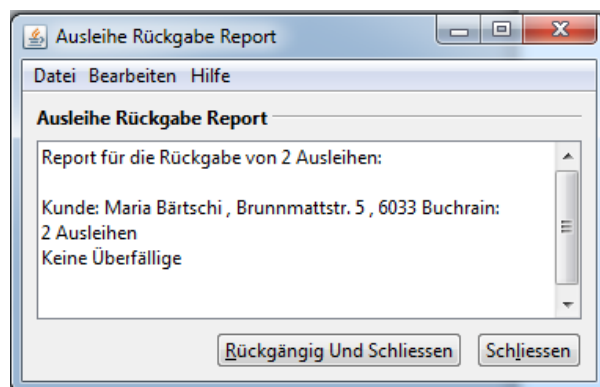 Ausleihe Rückgabe Report
Datei Bearbeiten Hilfe
Ausleihe Rückgabe Report
Report für die Rückgabe von 2 Ausleihen:
Kunde: Maria Bärtschi , Brunnmattstr. 5 , 6033 Buchrain:
2 Ausleihen
Keine Überfällige
Rückgängig Und Schliessen Schliessen